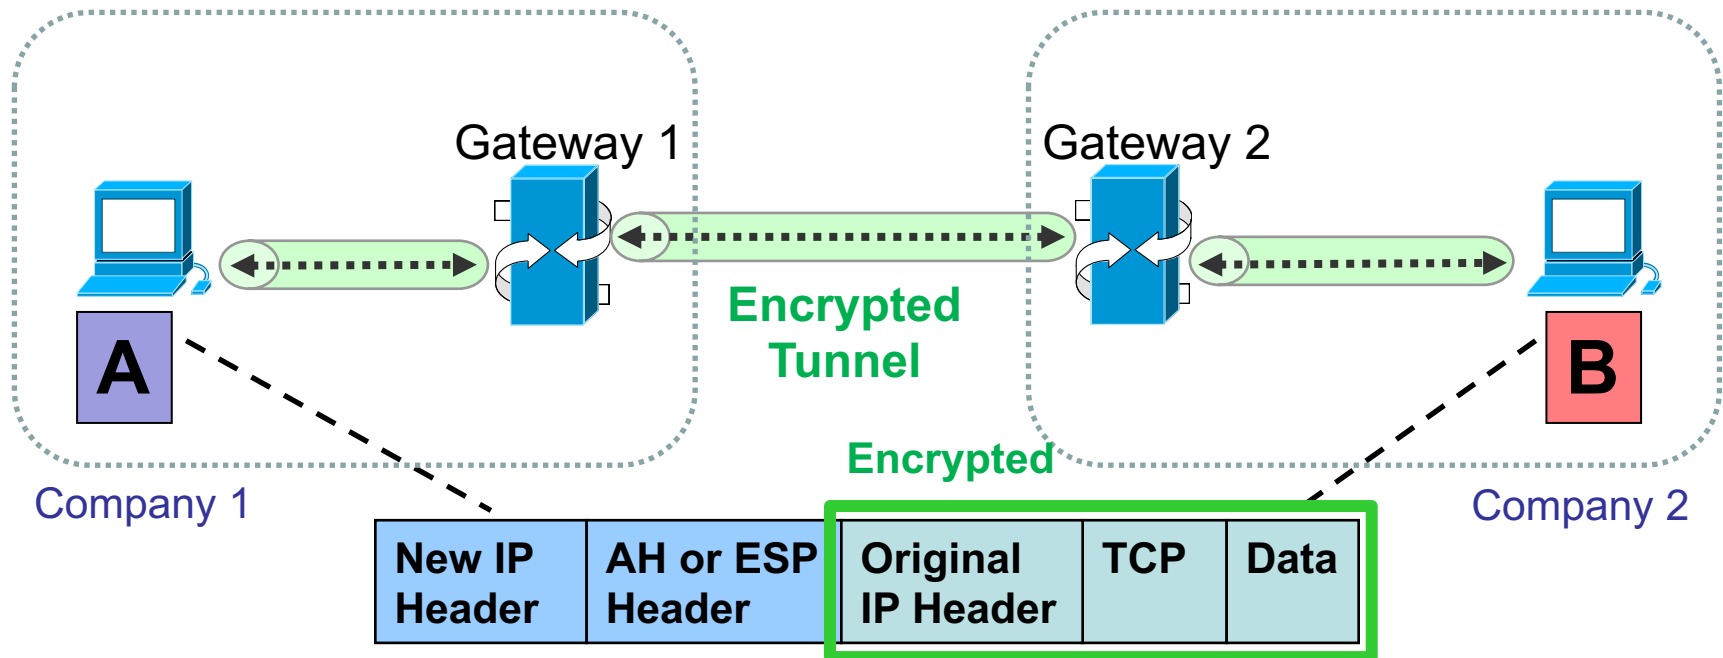 Gateway 1
Gateway 2
Encrypted
Tunnel
A
B
Encrypted
Company 1
Company 2
New IP
Header
AH or ESP
Header
Original
IP Header
TCP
Data